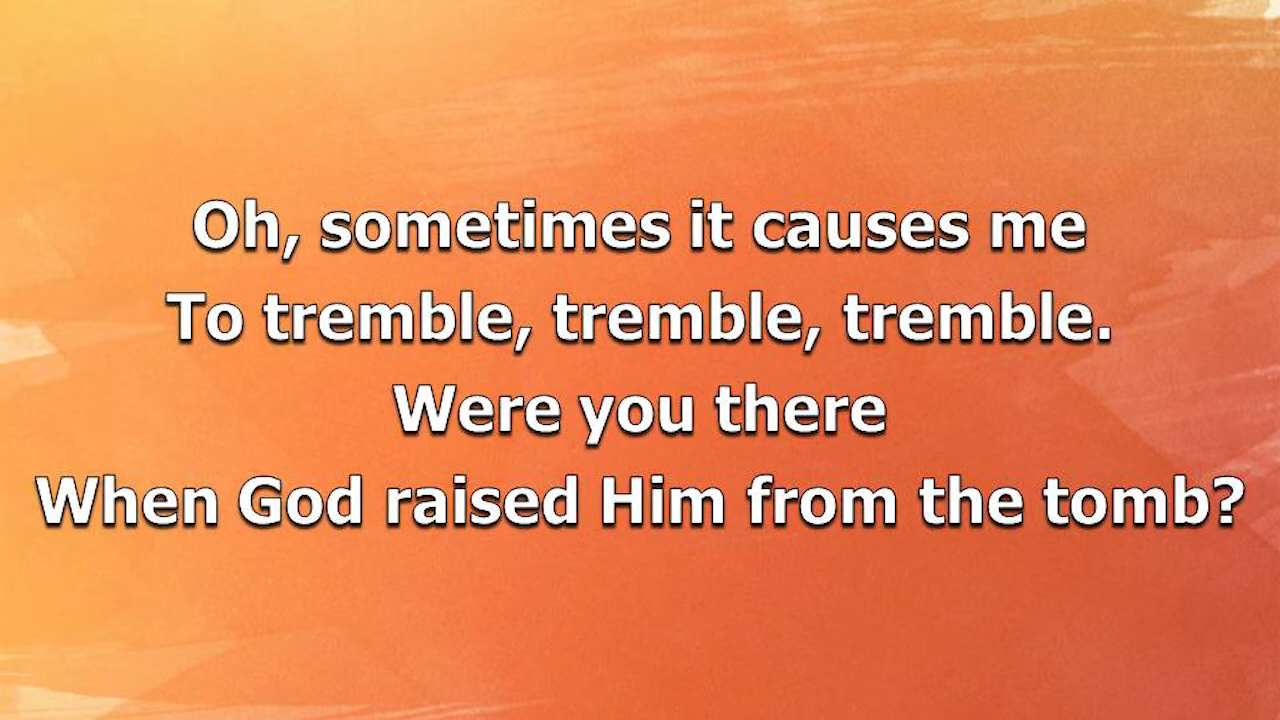 Oh, sometimes it causes me
To tremble, tremble, tremble.
Were you there
When God raised Him from the tomb?